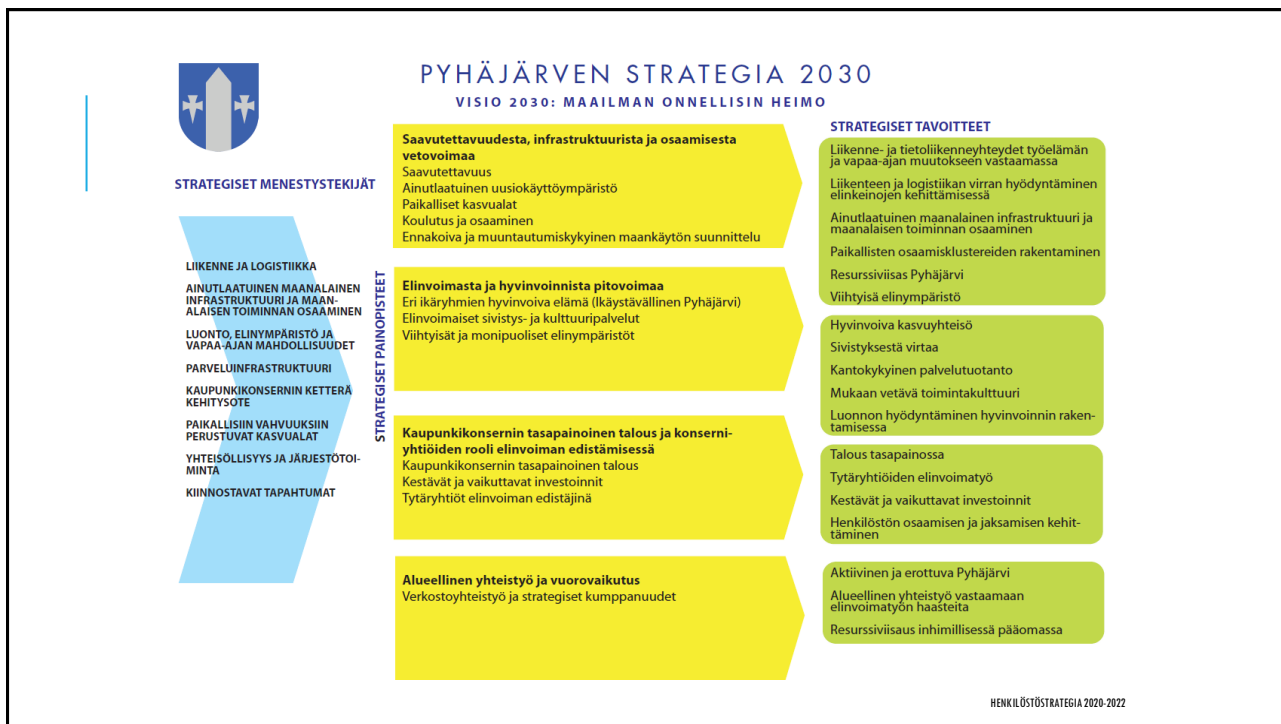 PYHÄJÄRVEN STRATEGIA 2030
VISIO 2030: MAAILMAN ONNELLISIN HEIMO
STRATEGISET MENESTYSTEKIJÄT
LIIKENNE JA LOGISTIIKKA
AINUTLAATUINEN MAANALAINEN
INFRASTRUKTUURI JA MAAN-
ALAISEN TOIMINNAN OSAAMINEN
LUONTO, ELINYMPÄRISTÖ JA
VAPAA-AJAN MAHDOLLISUUDET
PARVELUINFRASTRUKTUURI
KAUPUNKIKONSERNIN KETTERÄ
KEHITYSOTE
PAIKALLISIIN VAHVUUKSIIN
PERUSTUVAT KASVUALAT
YHTEISÖLLISYYS JA JÄRJESTÖTOI-
MINTA
KIINNOSTAVAT TAPAHTUMAT
STRATEGISET PAINOPISTEET
Saavutettavuudesta, infrastruktuurista ja osaamisesta
vetovoimaa
Saavutettavuus
Ainutlaatuinen uusiokäyttöympäristö
Paikalliset kasvualat
Koulutus ja osaaminen
Ennakoiva ja muuntautumiskykyinen maankäytön suunnittelu
Elinvoimasta ja hyvinvoinnista pitovoimaa
Eri ikäryhmien hyvinvoiva elämä (Ikäystävällinen Pyhäjärvi)
Elinvoimaiset sivistys- ja kulttuuripalvelut
Viihtyisät ja monipuoliset elinympäristöt
Kaupunkikonsernin tasapainoinen talous ja konserni-
yhtiöiden rooli elinvoiman edistämisessä
Kaupunkikonsernin tasapainoinen talous
Kestävät ja vaikuttavat investoinnit
Tytäryhtiöt elinvoiman edistäjinä
Alueellinen yhteistyö ja vuorovaikutus
Verkostoyhteistyö ja strategiset kumppanuudet
STRATEGISET TAVOITTEET
Liikenne- ja tietoliikenneyhteydet työelämän
ja vapaa-ajan muutokseen vastaamassa
Liikenteen ja logistiikan virran hyödyntäminen
elinkeinojen kehittämisessä
Ainutlaatuinen maanalainen infrastruktuuri ja
maanalaisen toiminnan osaaminen
Paikallisten osaamisklustereiden rakentaminen
Resurssiviisas Pyhäjärvi
Viihtyisä elinympäristö
Hyvinvoiva kasvuyhteisö
Sivistyksestä virtaa
Kantokykyinen palvelutuotanto
Mukaan vetävä toimintakulttuuri
Luonnon hyödyntäminen hyvinvoinnin raken-
tamisessa
Talous tasapainossa
Tytäryhtiöiden elinvoimatyö
Kestävät ja vaikuttavat investoinnit
Henkilöstön osaamisen ja jaksamisen kehit-
täminen
Aktiivinen ja erottuva Pyhäjärvi
Alueellinen yhteistyö vastaamaan
elinvoimatyön haasteita
Resurssiviisaus inhimillisessä pääomassa
HENKILÖSTÖSTRATEGIA 2020-2022